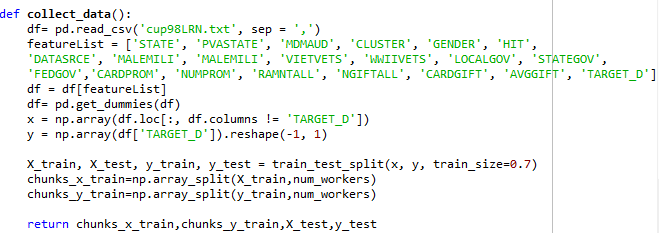 def collect_data():
df= pd.read_csv('cup98LRN.txt', sep = ',')
featureList = ['STATE', 'PVASTATE', 'MDMAUD', 'CLUSTER', 'GENDER', 'HIT',
'DATASRCE', 'MALEMILI', 'MALEMILI', 'VIETVETS', 'WWIIVETS', 'LOCALGOV', 'STATEGOV',
'FEDGOV','CARDPROM', 'NUMPROM', 'RAMNTALL', 'NGIFTALL', 'CARDGIFT', 'AVGGIFT', 'TARGET_D']
df = df[featureList]
df= pd.get_dummies(df)
x = np.array(df.loc[:, df.columns != 'TARGET_D'])
y = np.array(df['TARGET_D']).reshape(-1, 1)
X_train, X_test, y_train, y_test = train_test_split(x, y, train_size=0.7)
chunks_x_train=np.array_split(X_train,num_workers)
chunks_y_train=np.array_split(y_train,num_workers)
return chunks_x_train,chunks_y_train,X_test,y_test